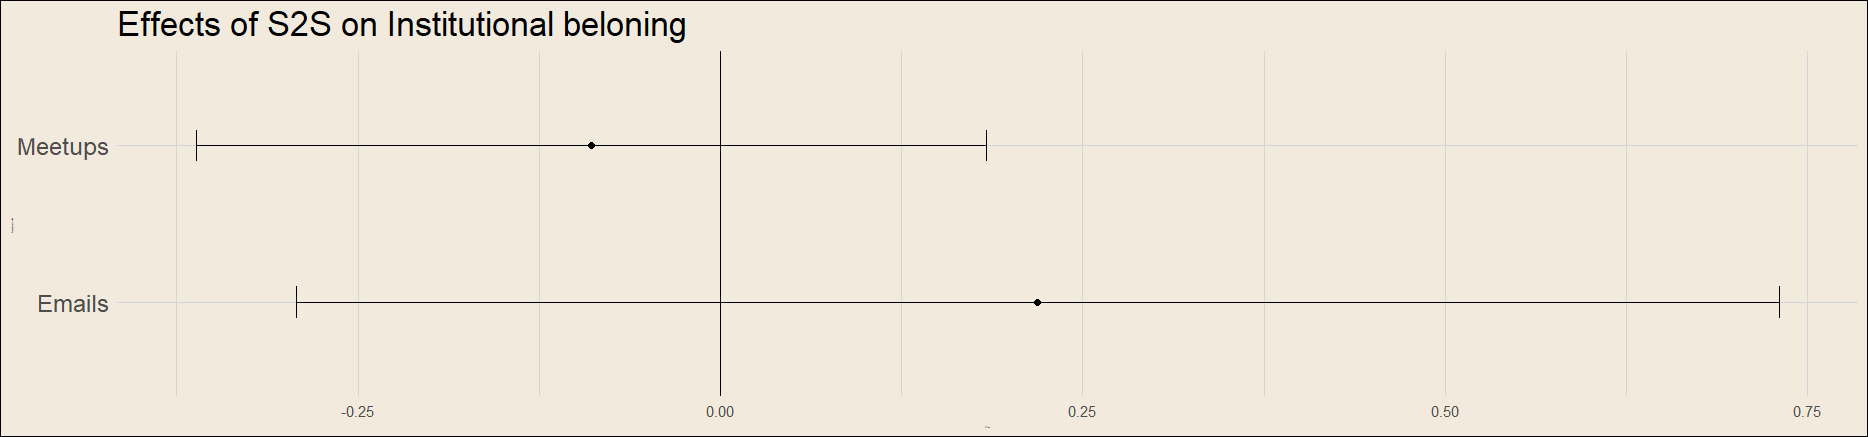 Effects of S2S on Institutional beloning
Meetups
Emails
-0.25 0.00 0.25 0.50 0.75